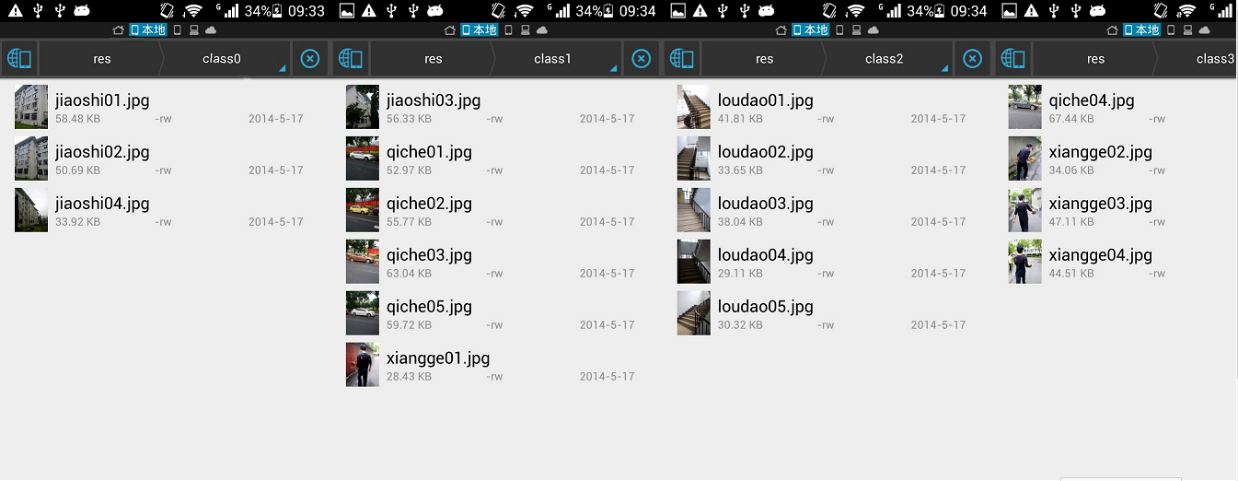 34% 09:33
本地
res class0
jiaoshi01.jpg
58.48 KB -rw 2014-5-17
jiaoshi02.jpg
50.69 KB -rw 2014-5-17
jiaoshi04.jpg
33.92 KB -rw 2014-5-17
G 34% 09:34
本地
res class1
jiaoshi03.jpg
56.33 KB -rw 2014-5-17
qiche01.jpg
52.97 KB -rw 2014-5-17
qiche02.jpg
55.77 KB -rw 2014-5-17
qiche03.jpg
63.04 KB -rw 2014-5-17
qiche05.jpg
59.72 KB -rw 2014-5-17
xiangge01.jpg
28.43 KB -rw 2014-5-17
G 34% 09:34
本地
res class2
loudao01.jpg
41.81 KB -rw 2014-5-17
loudao02.jpg
33.65 KB -rw 2014-5-17
loudao03.jpg
38.04 KB -rw 2014-5-17
loudao04.jpg
29.11 KB -rw 2014-5-17
loudao05.jpg
30.32 KB -rw 2014-5-17
G
本地
res class3
qiche04.jpg
67.44 KB -rw
xiangge02.jpg
34.06 KB -rw
xiangge03.jpg
47.11 KB -rw
xiangge04.jpg
44.51 KB -rw